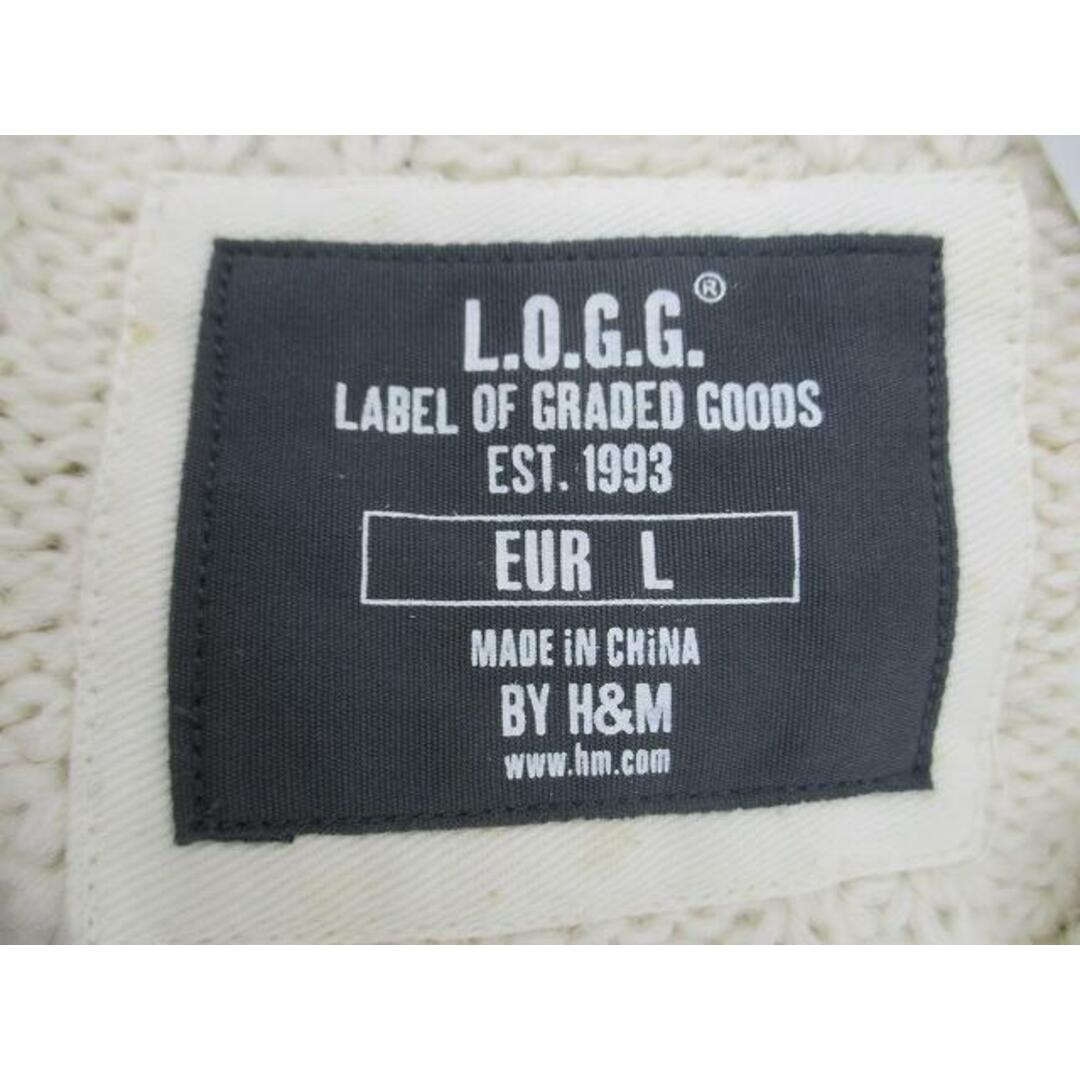 L.O.G.G.®
LABEL OF GRADED GOODS
EST. 1993
EUR L
MADE iN CHiNA
BY H&M
www.hm.com